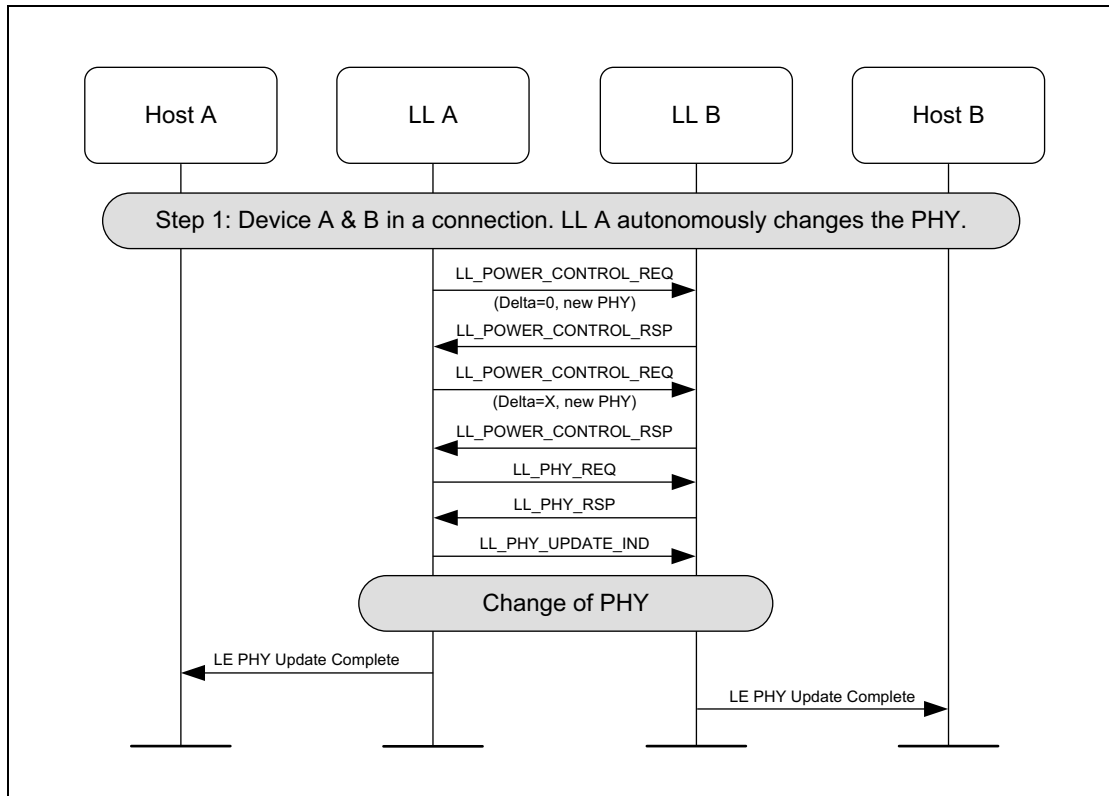 Host A
LL A
LL B
Host B
Step 1: Device A & B in a connection. LL A autonomously changes the PHY.
LL_POWER_CONTROL_REQ
(Delta=0, new PHY)
LL_POWER_CONTROL_RSP
LL_POWER_CONTROL_REQ
(Delta=X, new PHY)
LL_POWER_CONTROL_RSP
LL_PHY_REQ
LL_PHY_RSP
LL_PHY_UPDATE_IND
Change of PHY
LE PHY Update Complete
LE PHY Update Complete